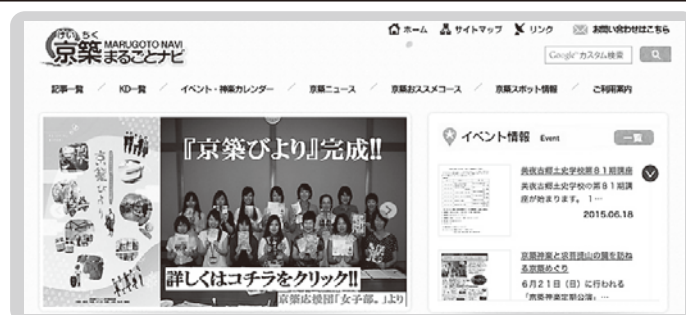 ホーム サイトマップ リンク お問い合わせはこちら
けい ちく
京築 MARUGOTO NAVI
まるごとナビ
Google カスタム検索
記事一覧 / KD一覧 / イベント・神楽カレンダー / 京築ニュース / 京築おススメコース / 京築スポット情報 / ご利用案内
京築びより
『京築びより』完成!!
詳しくはコチラをクリック!!
京築応援団「女子部。」より
イベント情報 Event 一覧
美夜古郷土史学校第81期講座
美夜古郷土史学校の第81期講
座が始まります。 1…
2015.06.18
京築神楽と求菩提山の麓を訪ね
る京築めぐり
6月21日(日)に行われる
「京築神楽定期公演」…